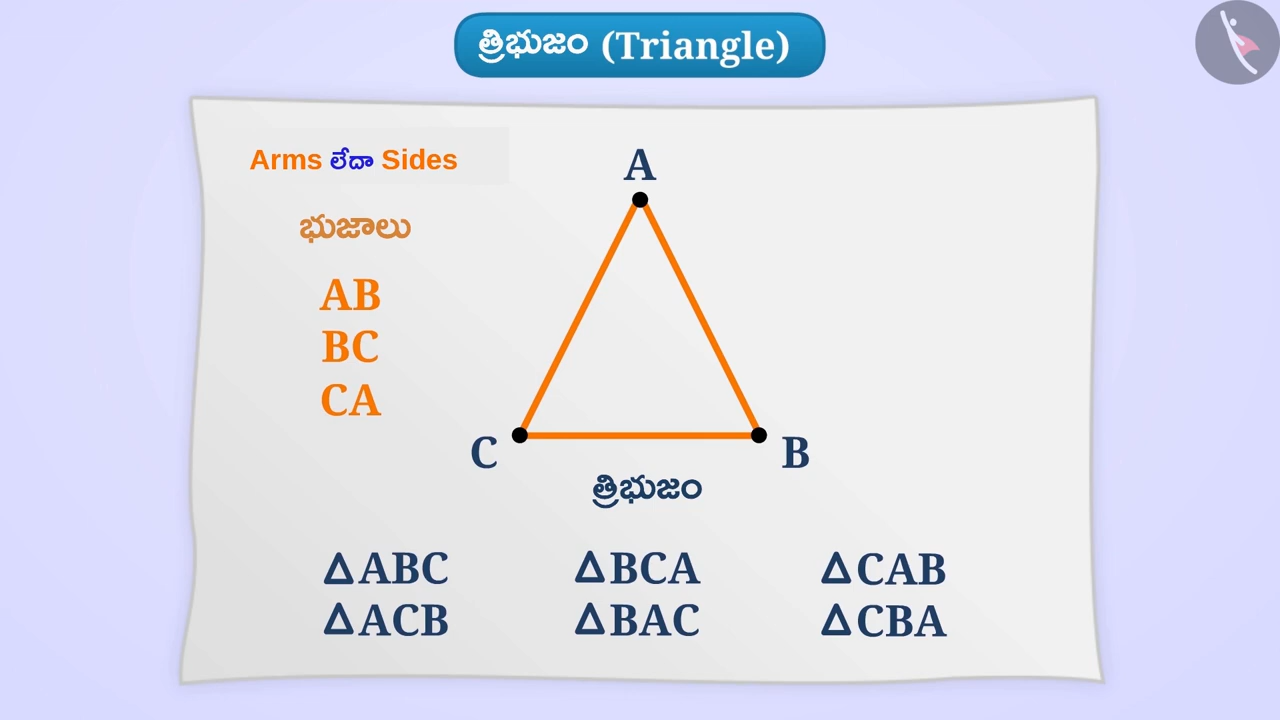 త్రిభుజం (Triangle)
Arms లేదా Sides
భుజాలు
AB
BC
CA
A
C
B
త్రిభుజం
ΔABC ΔBCA ΔCAB
ΔACB ΔBAC ΔCBA